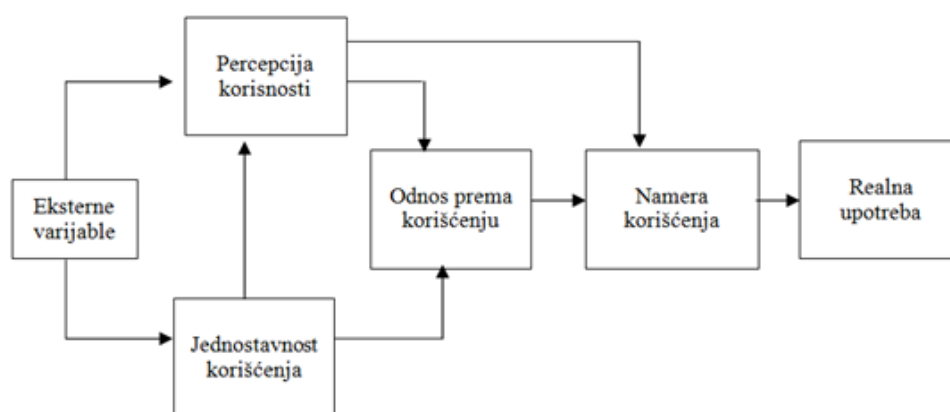 Percepcija
korisnosti
Eksterne
varijable
Odnos prema
korišćenju
Namera
korišćenja
Realna
upotreba
Jednostavnost
korišćenja